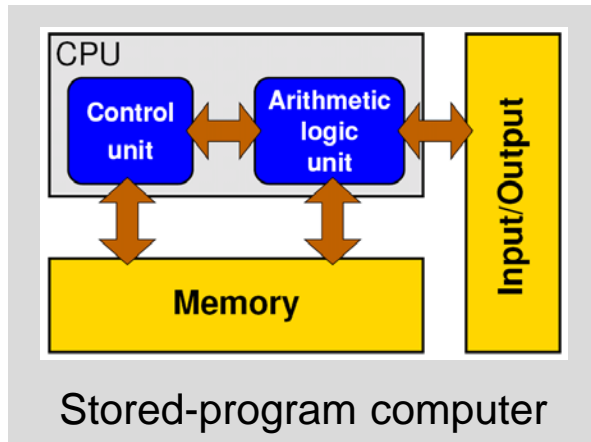 CPU
Control
unit
Arithmetic
logic
unit
Input/Output
Memory
Stored-program computer